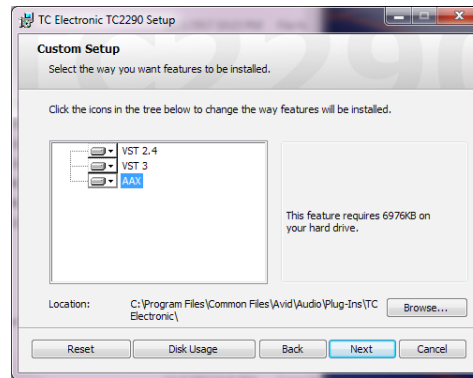 TC Electronic TC2290 Setup
Custom Setup
Select the way you want features to be installed.
TC2290
Click the icons in the tree below to change the way features will be installed.
VST 2.4
VST 3
AAX
This feature requires 6976KB on
your hard drive.
Location:
C:\Program Files\Common Files\Avid\Audio\Plug-Ins\TC
Electronic\
Browse...
Reset
Disk Usage
Back
Next
Cancel